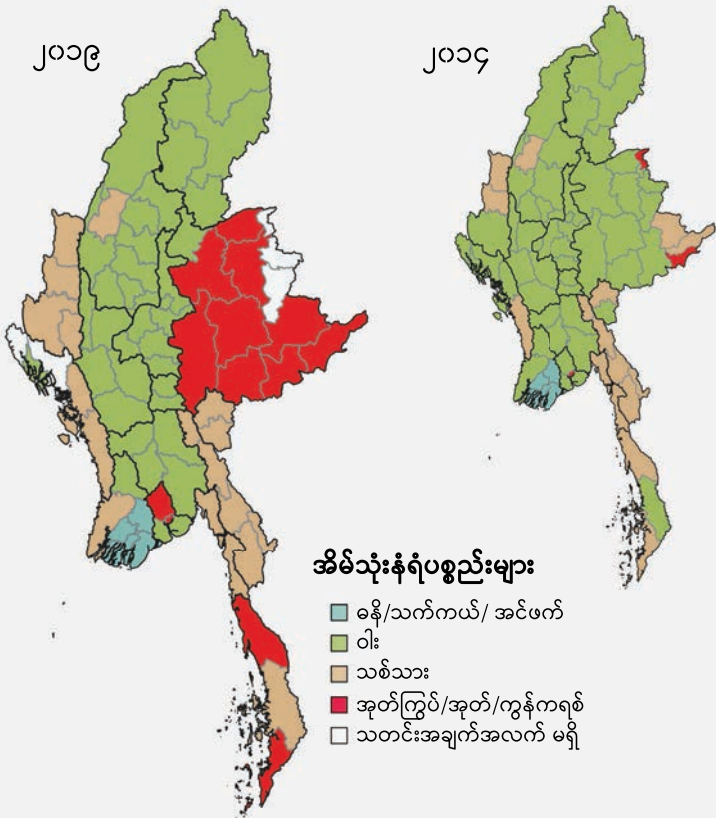 ၂၀၁၉
၂၀၁၄
အိမ်သုံးနံရံပစ္စည်းများ
ဓနိ/သက်ကယ်/ အင်ဖက်
ဝါး
သစ်သား
အုတ်ကြွပ်/အုတ်/ကွန်ကရစ်
သတင်းအချက်အလက် မရှိ